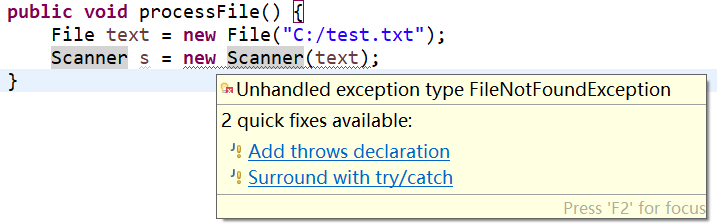 public void processFile() {
File text = new File("C:/test.txt");
Scanner s = new Scanner(text);
}
Unhandled exception type FileNotFoundException
2 quick fixes available:
Add throws declaration
Surround with try/catch
Press 'F2' for focus